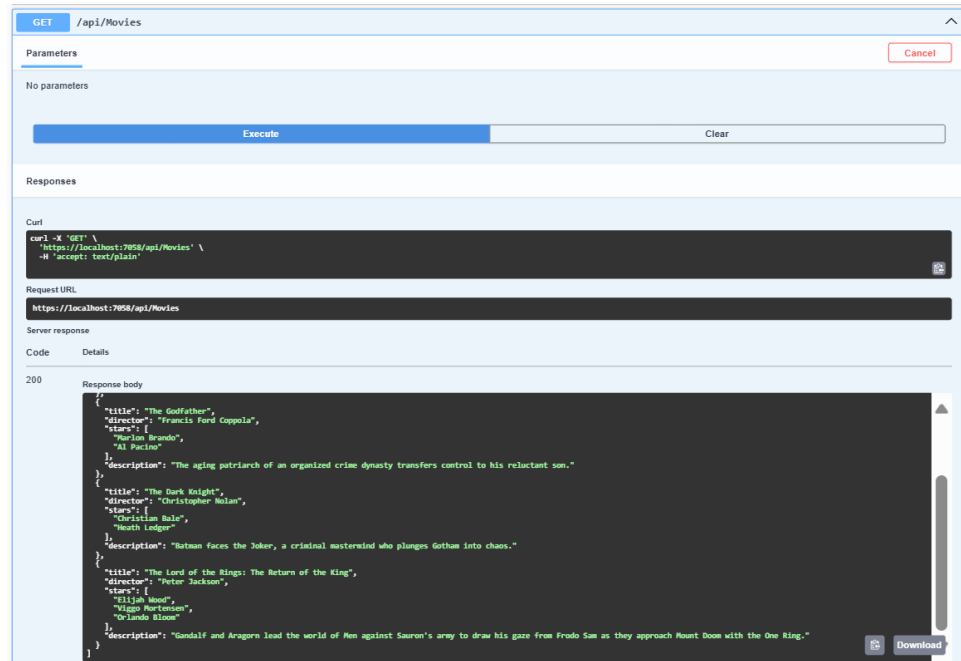 GET /api/Movies
Parameters
Cancel
No parameters
Execute
Clear
Responses
Curl
curl -X 'GET' \
  'https://localhost:7058/api/Movies' \
  -H 'accept: text/plain'
Request URL
https://localhost:7058/api/Movies
Server response
Code Details
200
Response body
  },
  {
    "title": "The Godfather",
    "director": "Francis Ford Coppola",
    "stars": [
      "Marlon Brando",
      "Al Pacino"
    ],
    "description": "The aging patriarch of an organized crime dynasty transfers control to his reluctant son."
  },
  {
    "title": "The Dark Knight",
    "director": "Christopher Nolan",
    "stars": [
      "Christian Bale",
      "Heath Ledger"
    ],
    "description": "Batman faces the Joker, a criminal mastermind who plunges Gotham into chaos."
  },
  {
    "title": "The Lord of the Rings: The Return of the King",
    "director": "Peter Jackson",
    "stars": [
      "Elijah Wood",
      "Viggo Mortensen",
      "Orlando Bloom"
    ],
    "description": "Gandalf and Aragorn lead the world of Men against Sauron's army to draw his gaze from Frodo Sam as they approach Mount Doom with the One Ring."
  }
]
Download